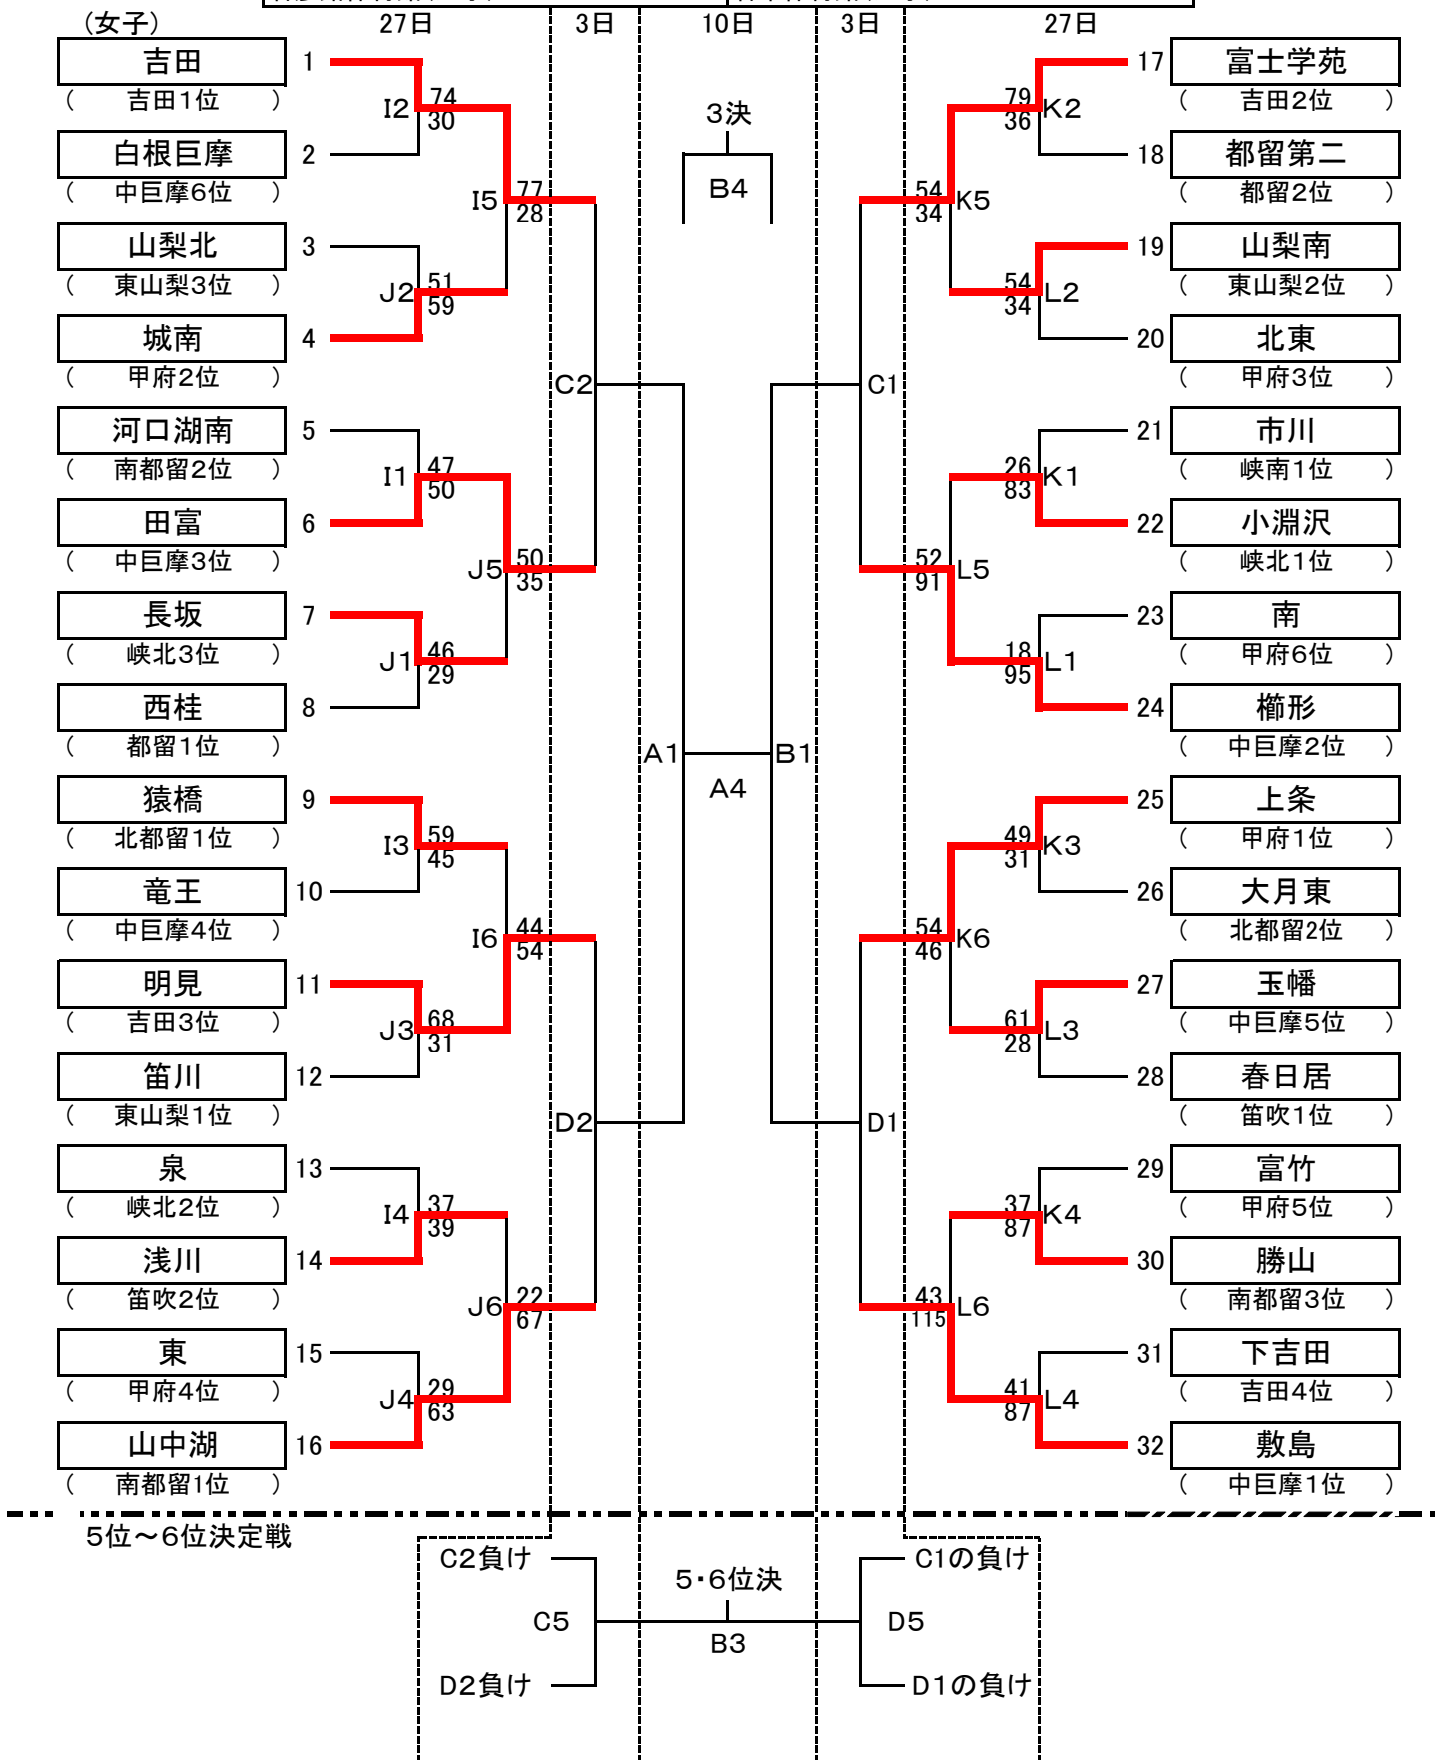 (女子)
27日 3日 10日 3日 27日
吉田 1
( 吉田1位 )
I2 74
30
白根巨摩 2
( 中巨摩6位 )
I5 77
28
山梨北 3
( 東山梨3位 )
J2 51
59
城南 4
( 甲府2位 )
C2
河口湖南 5
( 南都留2位 )
I1 47
50
田富 6
( 中巨摩3位 )
J5 50
35
長坂 7
( 峡北3位 )
J1 46
29
西桂 8
( 都留1位 )
A1
猿橋 9
( 北都留1位 )
I3 59
45
竜王 10
( 中巨摩4位 )
I6 44
54
明見 11
( 吉田3位 )
J3 68
31
笛川 12
( 東山梨1位 )
D2
泉 13
( 峡北2位 )
I4 37
39
浅川 14
( 笛吹2位 )
J6 22
67
東 15
( 甲府4位 )
J4 29
63
山中湖 16
( 南都留1位 )
3決
B4
A4
17 富士学苑
( 吉田2位 )
79 K2
36
18 都留第二
( 都留2位 )
54 K5
34
19 山梨南
( 東山梨2位 )
54 L2
34
20 北東
( 甲府3位 )
C1
21 市川
( 峡南1位 )
26 K1
83
22 小淵沢
( 峡北1位 )
52 L5
91
23 南
( 甲府6位 )
18 L1
95
24 櫛形
( 中巨摩2位 )
B1
25 上条
( 甲府1位 )
49 K3
31
26 大月東
( 北都留2位 )
54 K6
46
27 玉幡
( 中巨摩5位 )
61 L3
28
28 春日居
( 笛吹1位 )
D1
29 富竹
( 甲府5位 )
37 K4
87
30 勝山
( 南都留3位 )
43 L6
115
31 下吉田
( 吉田4位 )
41 L4
87
32 敷島
( 中巨摩1位 )
5位～6位決定戦
C2負け C1の負け
5・6位決
C5 D5
B3
D2負け D1の負け